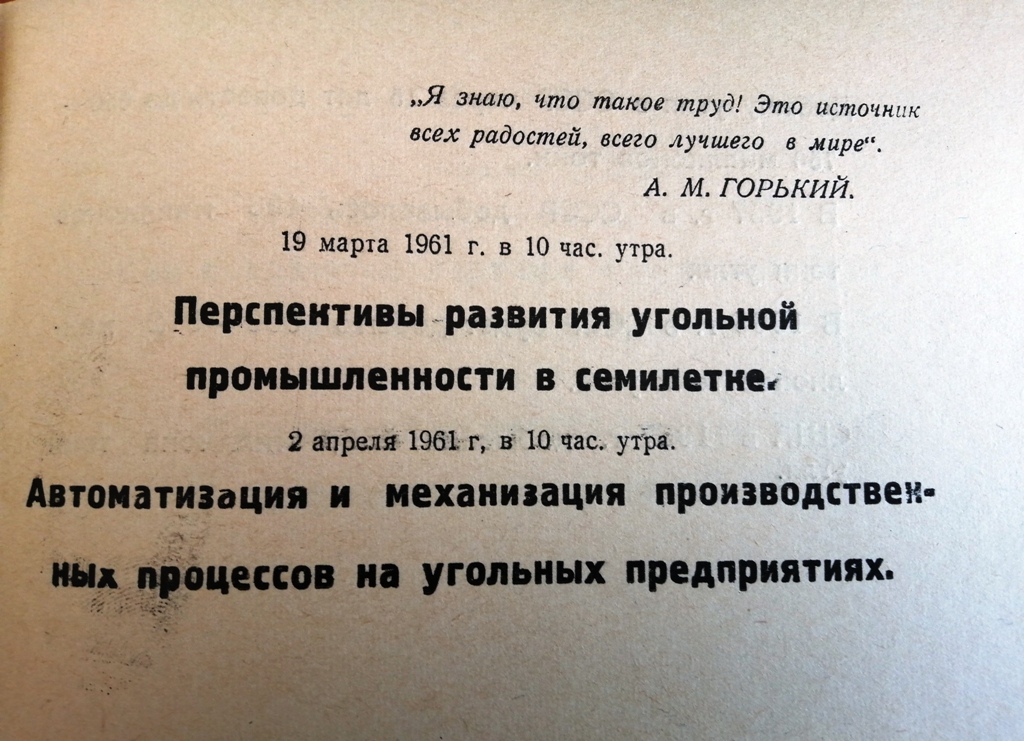 „Я знаю, что такое труд! Это источник
всех радостей, всего лучшего в мире“.
А. М. ГОРЬКИЙ.
19 марта 1961 г. в 10 час. утра.
Перспективы развития угольной
промышленности в семилетке.
2 апреля 1961 г, в 10 час. утра.
Автоматизация и механизация производствен-
ных процессов на угольных предприятиях.